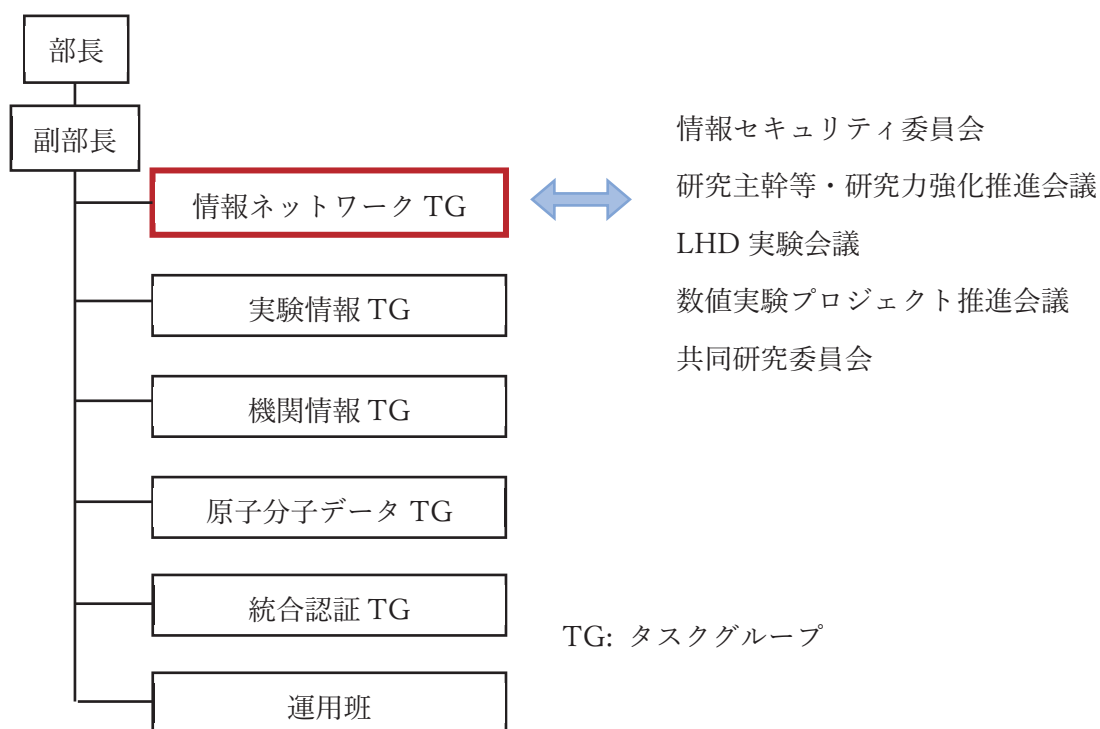 部長
副部長
情報ネットワーク TG
実験情報 TG
機関情報 TG
原子分子データ TG
統合認証 TG
運用班
情報セキュリティ委員会
研究主幹等・研究力強化推進会議
LHD 実験会議
数値実験プロジェクト推進会議
共同研究委員会
TG: タスクグループ